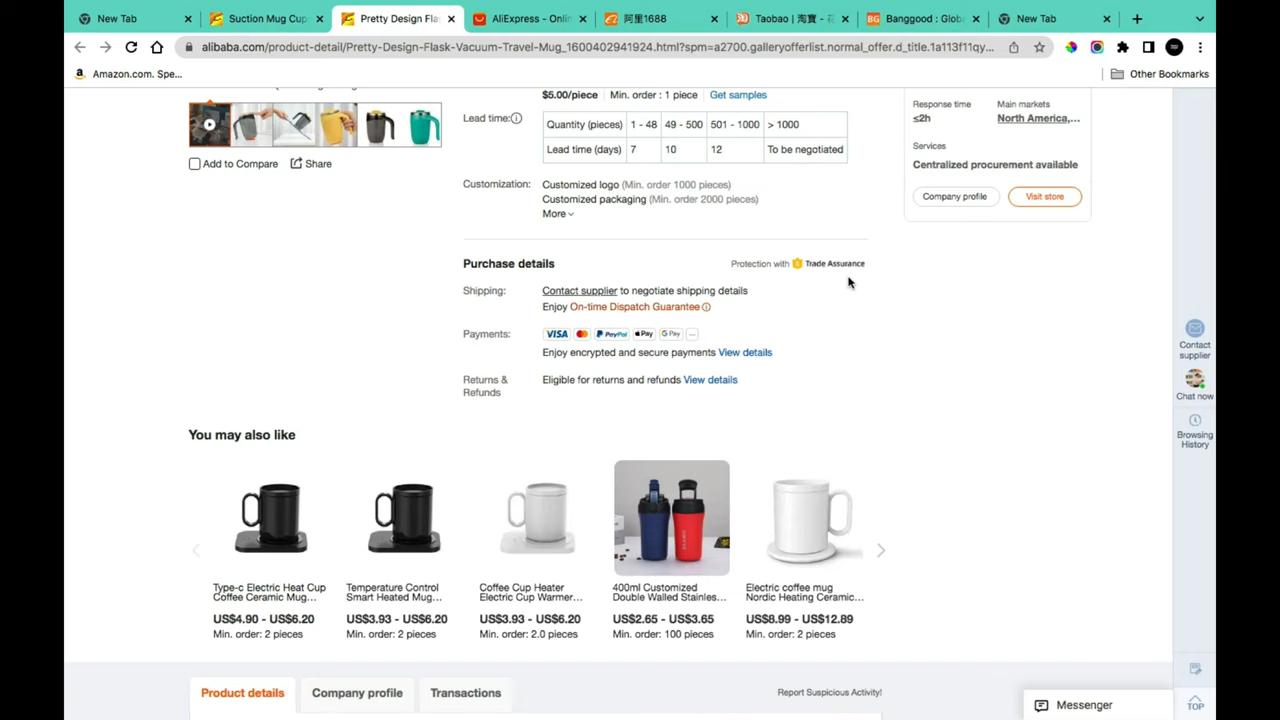 New Tab
Suction Mug Cup
Pretty Design Fla
AliExpress - Onlin
阿里1688
Taobao | 淘寶 - 花
Banggood : Globa
New Tab
alibaba.com/product-detail/Pretty-Design-Flask-Vacuum-Travel-Mug_1600402941924.html?spm=a2700.galleryofferlist.normal_offer.d_title.1a113f11qy...
Amazon.com. Spe...
Other Bookmarks
$5.00/piece Min. order : 1 piece Get samples
Lead time:
Quantity (pieces) 1 - 48 49 - 500 501 - 1000 > 1000
Lead time (days) 7 10 12 To be negotiated
Add to Compare Share
Customization:
Customized logo (Min. order 1000 pieces)
Customized packaging (Min. order 2000 pieces)
More
Response time Main markets
≤2h North America,...
Services
Centralized procurement available
Company profile Visit store
Purchase details Protection with Trade Assurance
Shipping: Contact supplier to negotiate shipping details
Enjoy On-time Dispatch Guarantee
Payments: VISA PayPal Pay G Pay ...
Enjoy encrypted and secure payments View details
Returns & Refunds Eligible for returns and refunds View details
Contact supplier
Chat now
Browsing History
You may also like
Type-c Electric Heat Cup Coffee Ceramic Mug...
US$4.90 - US$6.20
Min. order: 2 pieces
Temperature Control Smart Heated Mug...
US$3.93 - US$6.20
Min. order: 2 pieces
Coffee Cup Heater Electric Cup Warmer...
US$3.93 - US$6.20
Min. order: 2.0 pieces
400ml Customized Double Walled Stainles...
US$2.65 - US$3.65
Min. order: 100 pieces
Electric coffee mug Nordic Heating Ceramic...
US$8.99 - US$12.89
Min. order: 2 pieces
Product details Company profile Transactions
Report Suspicious Activity!
Messenger
TOP